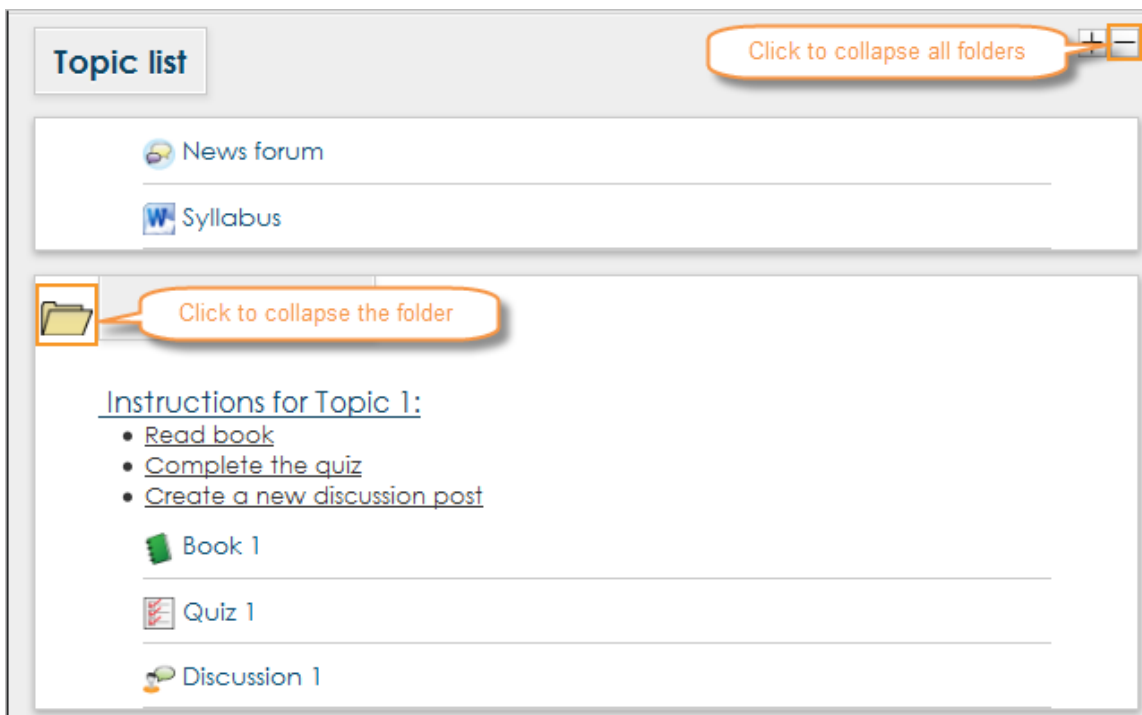 Topic list
Click to collapse all folders
News forum
Syllabus
Click to collapse the folder
Instructions for Topic 1:
• Read book
• Complete the quiz
• Create a new discussion post
Book 1
Quiz 1
Discussion 1